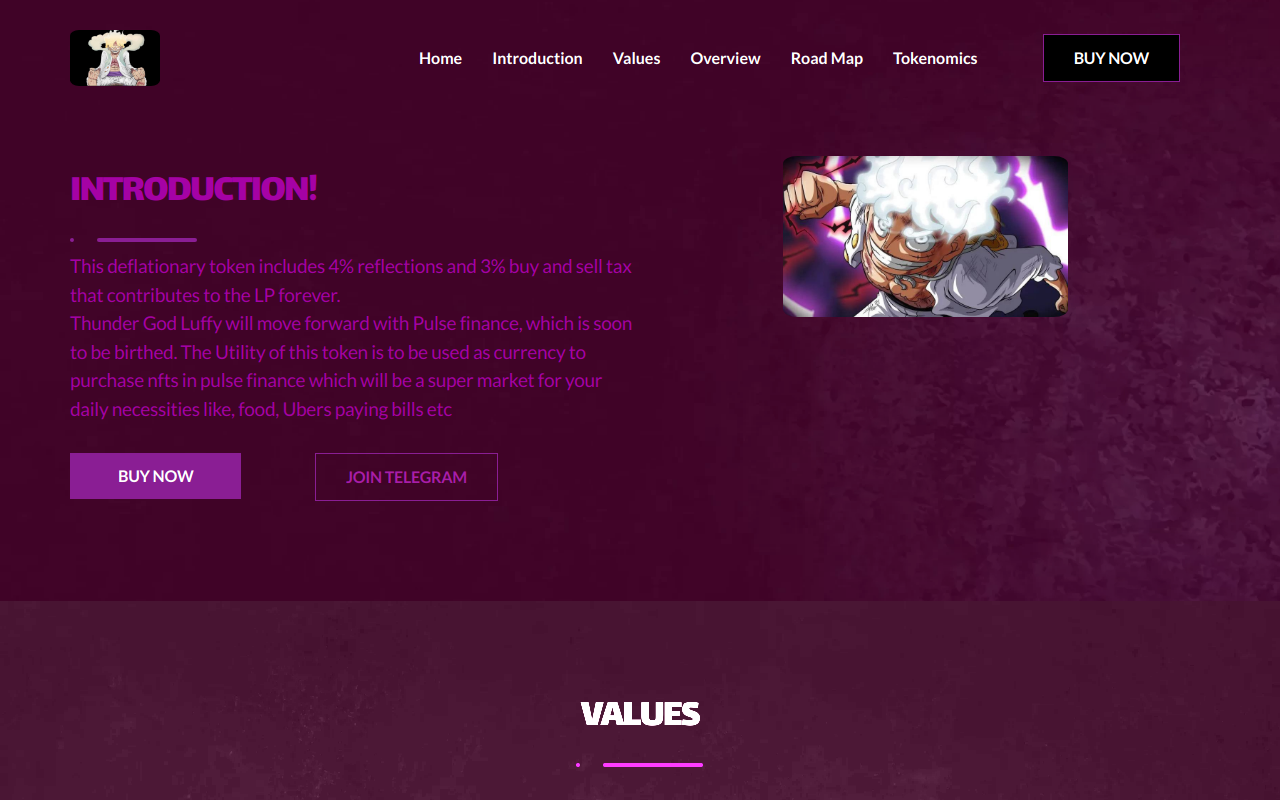 Home Introduction Values Overview Road Map Tokenomics BUY NOW
INTRODUCTION!
This deflationary token includes 4% reflections and 3% buy and sell tax
that contributes to the LP forever.
Thunder God Luffy will move forward with Pulse finance, which is soon
to be birthed. The Utility of this token is to be used as currency to
purchase nfts in pulse finance which will be a super market for your
daily necessities like, food, Ubers paying bills etc
BUY NOW JOIN TELEGRAM
VALUES